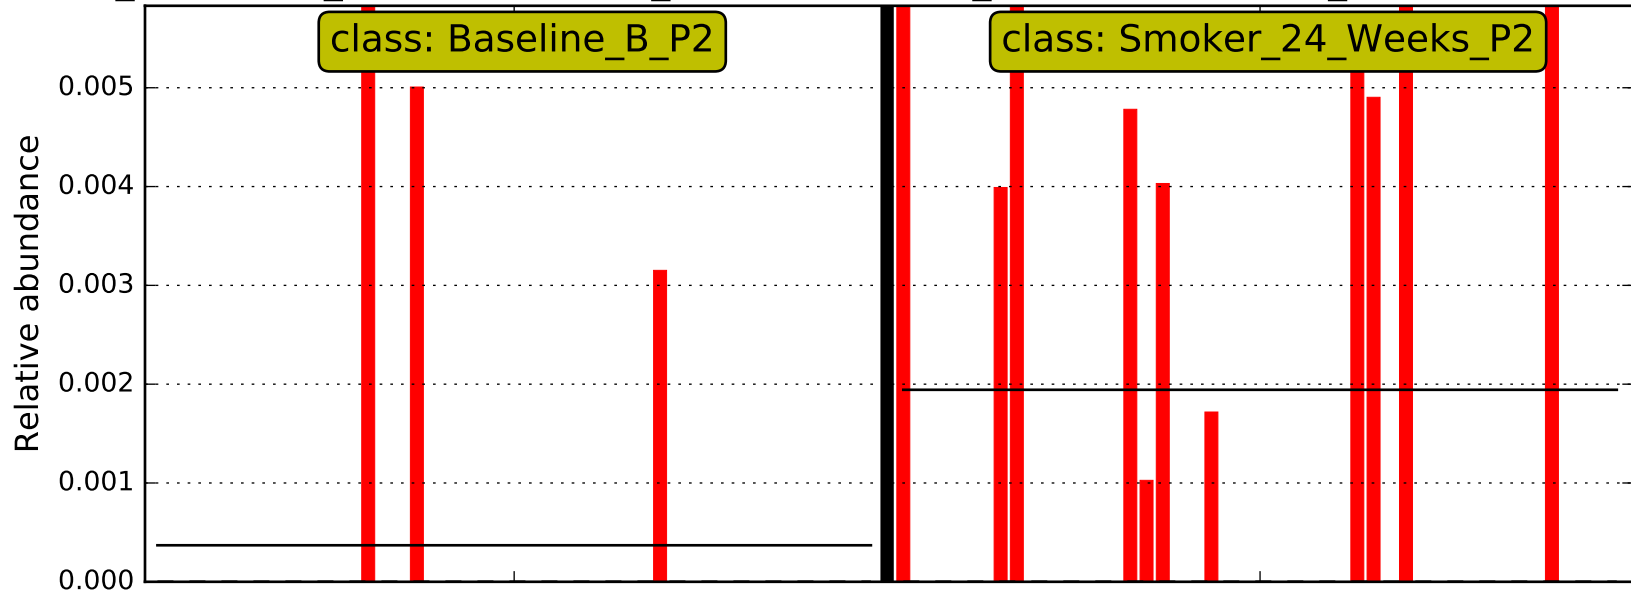 class: Baseline_B_P2
class: Smoker_24_Weeks_P2
Relative abundance
0.005
0.004
0.003
0.002
0.001
0.000